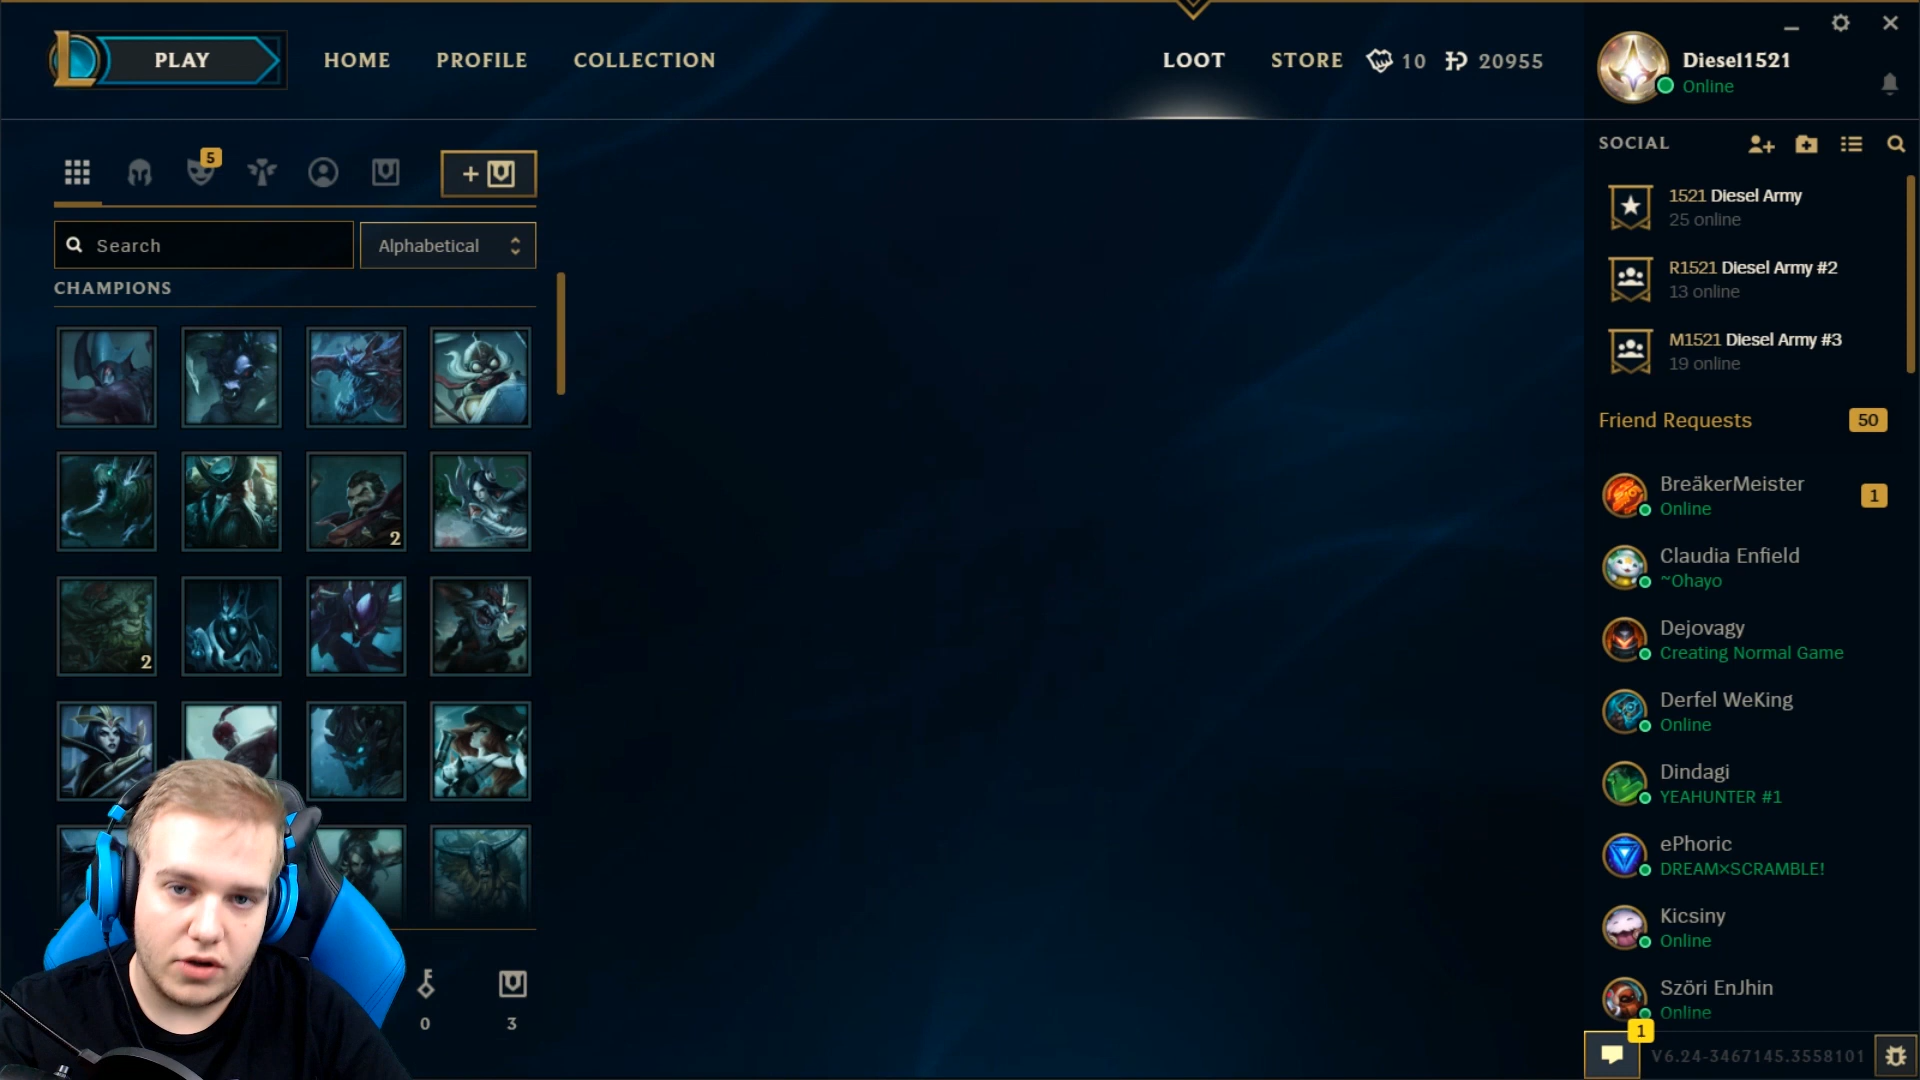 PLAY
HOME
PROFILE
COLLECTION
LOOT
STORE
10
20955
Diesel1521
Online
5
+
Search
Alphabetical
CHAMPIONS
2
2
0
3
SOCIAL
1521 Diesel Army
25 online
R1521 Diesel Army #2
13 online
M1521 Diesel Army #3
19 online
Friend Requests
50
BreäkerMeister
Online
1
Claudia Enfield
~Ohayo
Dejovagy
Creating Normal Game
Derfel WeKing
Online
Dindagi
YEAHUNTER #1
ePhoric
DREAM×SCRAMBLE!
Kicsiny
Online
Szöri EnJhin
Online
1
V6.24-3467145.3558101